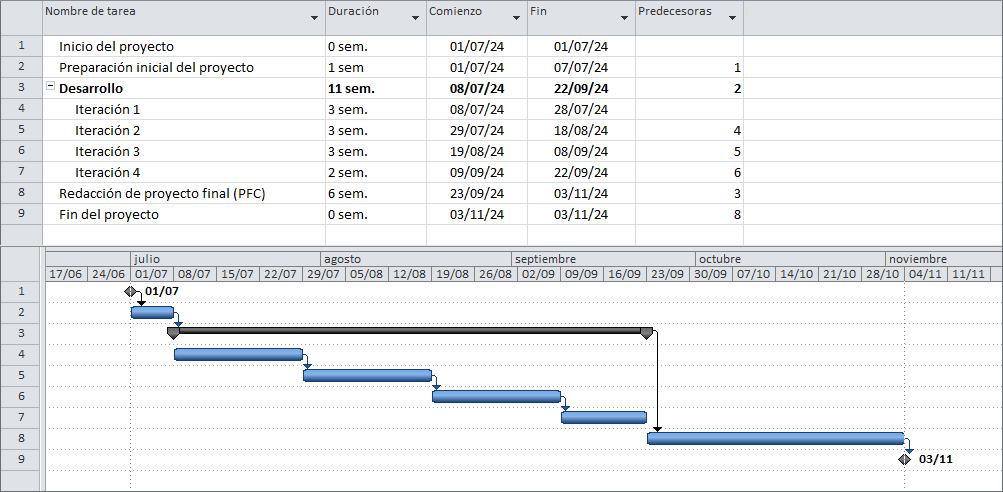 Nombre de tarea Duración Comienzo Fin Predecesoras
1 Inicio del proyecto 0 sem. 01/07/24 01/07/24
2 Preparación inicial del proyecto 1 sem 01/07/24 07/07/24 1
3 Desarrollo 11 sem. 08/07/24 22/09/24 2
4 Iteración 1 3 sem. 08/07/24 28/07/24
5 Iteración 2 3 sem. 29/07/24 18/08/24 4
6 Iteración 3 3 sem. 19/08/24 08/09/24 5
7 Iteración 4 2 sem. 09/09/24 22/09/24 6
8 Redacción de proyecto final (PFC) 6 sem. 23/09/24 03/11/24 3
9 Fin del proyecto 0 sem. 03/11/24 03/11/24 8
julio agosto septiembre octubre noviembre
17/06 24/06 01/07 08/07 15/07 22/07 29/07 05/08 12/08 19/08 26/08 02/09 09/09 16/09 23/09 30/09 07/10 14/10 21/10 28/10 04/11 11/11
1 01/07
2
3
4
5
6
7
8
9 03/11